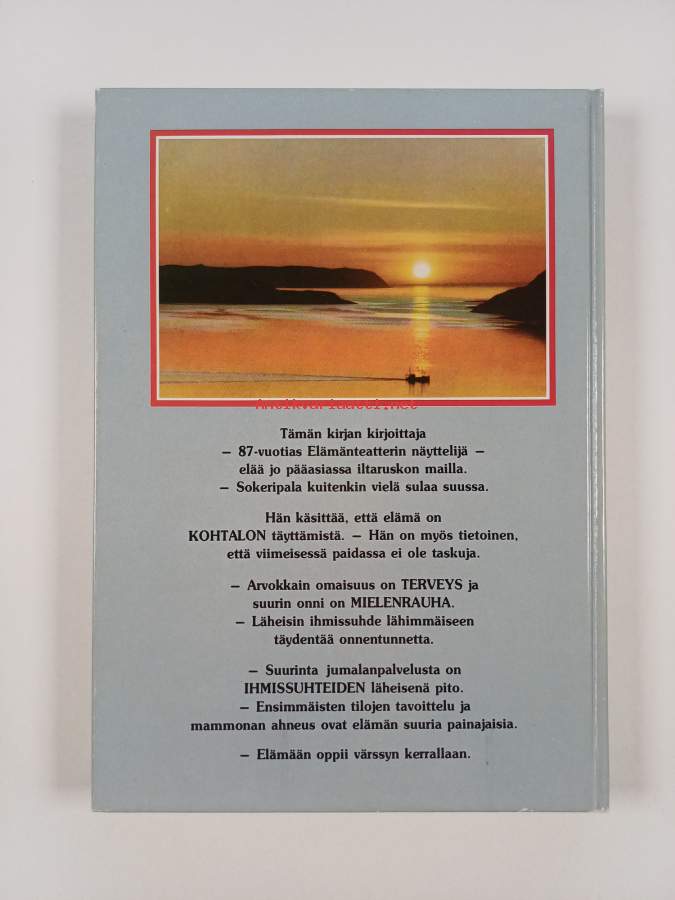 Antikvariaatti.net
Tämän kirjan kirjoittaja
– 87-vuotias Elämänteatterin näyttelijä –
elää jo pääasiassa iltaruskon mailla.
– Sokeripala kuitenkin vielä sulaa suussa.
Hän käsittää, että elämä on
KOHTALON täyttämistä. – Hän on myös tietoinen,
että viimeisessä paidassa ei ole taskuja.
– Arvokkain omaisuus on TERVEYS ja
suurin onni on MIELENRAUHA.
– Läheisin ihmissuhde lähimmäiseen
täydentää onnentunnetta.
– Suurinta jumalanpalvelusta on
IHMISSUHTEIDEN läheisenä pito.
– Ensimmäisten tilojen tavoittelu ja
mammonan ahneus ovat elämän suuria painajaisia.
– Elämään oppii värssyn kerrallaan.